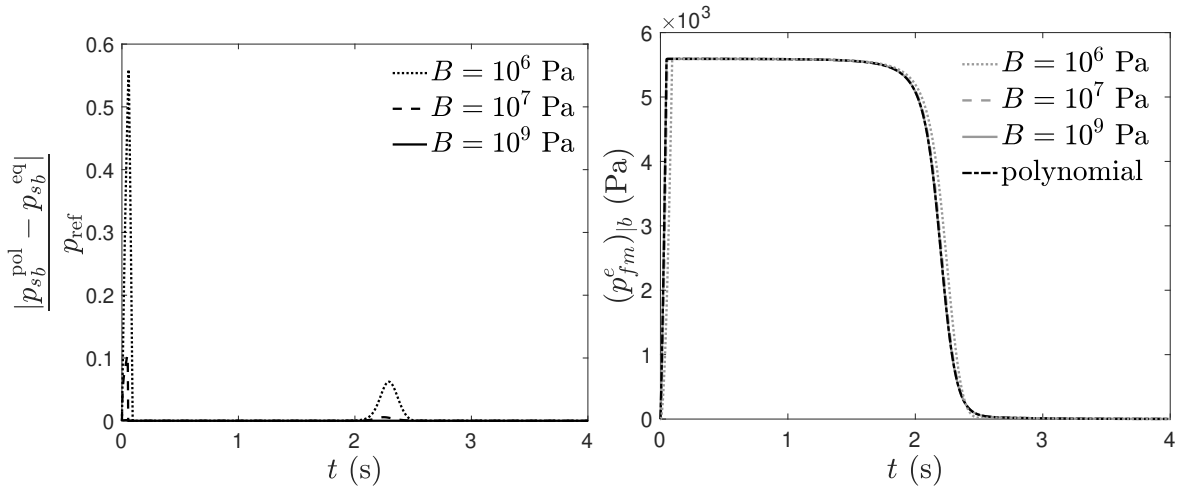 |p_{s_b}^{pol} − p_{s_b}^{eq}|
p_{ref}
0.6
0.5
0.4
0.3
0.2
0.1
0
B = 10^6 Pa
B = 10^7 Pa
B = 10^9 Pa
0 1 2 3 4
t (s)
×10^3
(p_{fm}^e)_{|b} (Pa)
6
5
4
3
2
1
0
B = 10^6 Pa
B = 10^7 Pa
B = 10^9 Pa
polynomial
0 1 2 3 4
t (s)